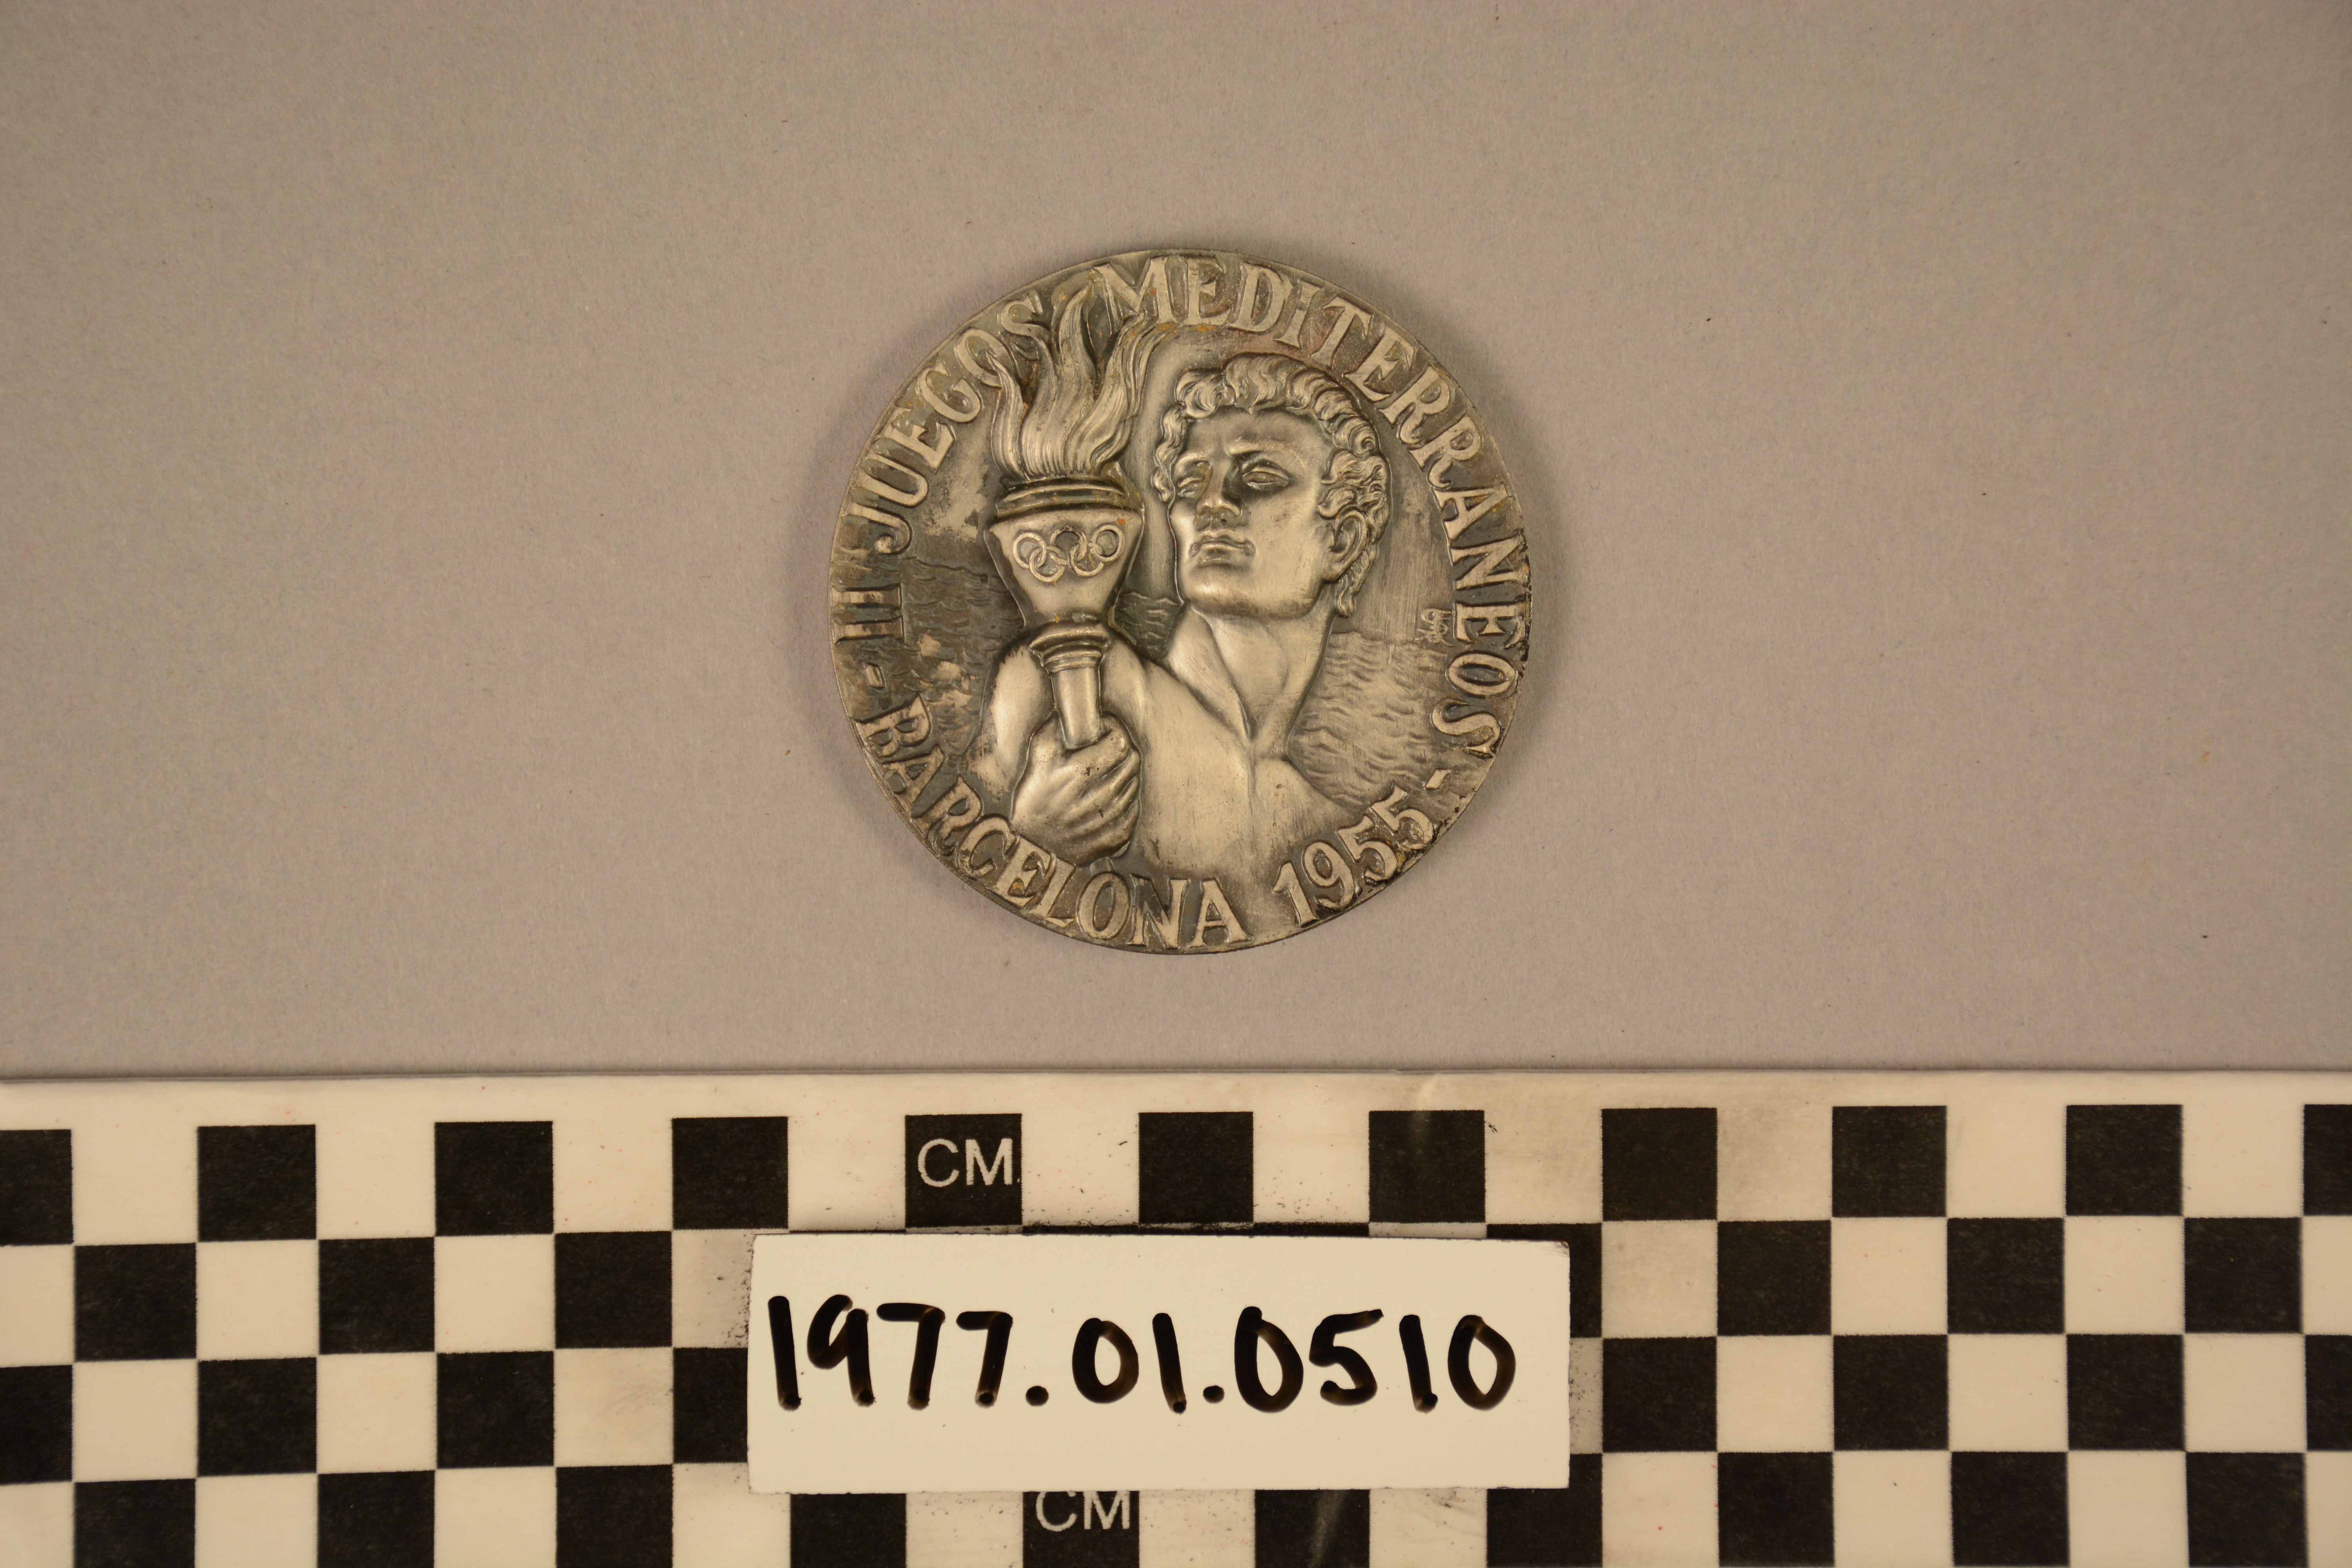 II JUEGOS MEDITERRANEOS -
BARCELONA 1955 -
CM
1977.01.0510
CM